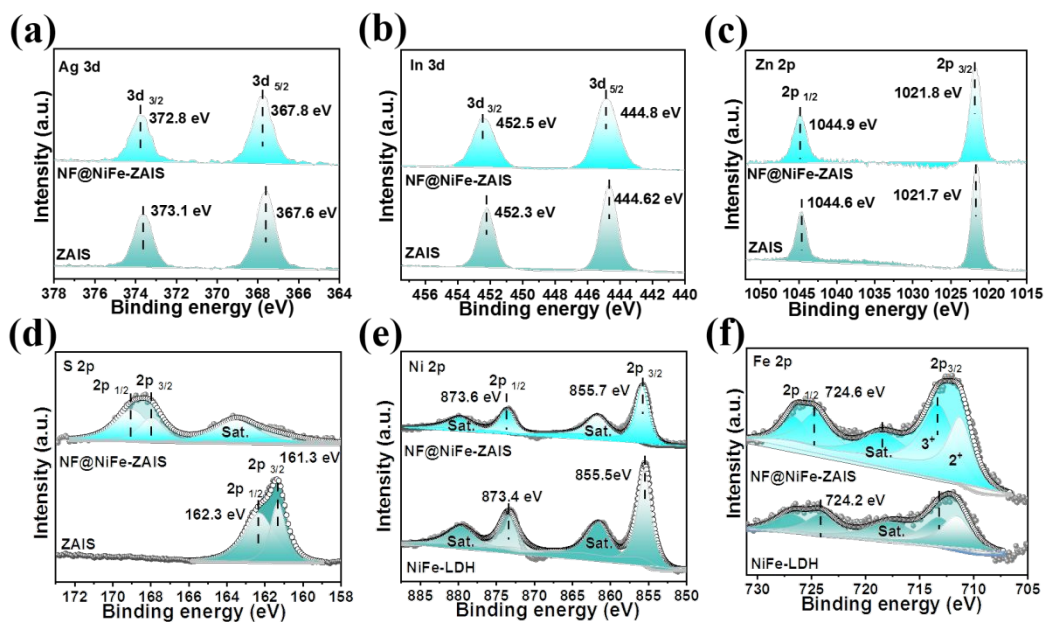 (a)
Ag 3d
3d 3/2
372.8 eV
3d 5/2
367.8 eV
NF@NiFe-ZAIS
373.1 eV
367.6 eV
ZAIS
Intensity (a.u.)
378 376 374 372 370 368 366 364
Binding energy (eV)
(b)
In 3d
3d 3/2
452.5 eV
3d 5/2
444.8 eV
NF@NiFe-ZAIS
452.3 eV
444.62 eV
ZAIS
Intensity (a.u.)
456 454 452 450 448 446 444 442 440
Binding energy (eV)
(c)
Zn 2p
2p 1/2
1044.9 eV
2p 3/2
1021.8 eV
NF@NiFe-ZAIS
1044.6 eV
1021.7 eV
ZAIS
Intensity (a.u.)
1050 1045 1040 1035 1030 1025 1020 1015
Binding energy (eV)
(d)
S 2p
2p 1/2 2p 3/2
Sat.
NF@NiFe-ZAIS
161.3 eV
2p 3/2
2p 1/2
162.3 eV
ZAIS
Intensity (a.u.)
172 170 168 166 164 162 160 158
Binding energy (eV)
(e)
Ni 2p
873.6 eV
2p 1/2
855.7 eV
2p 3/2
Sat.
Sat.
NF@NiFe-ZAIS
873.4 eV
855.5eV
Sat.
Sat.
NiFe-LDH
Intensity (a.u.)
885 880 875 870 865 860 855 850
Binding energy (eV)
(f)
Fe 2p
2p 1/2
724.6 eV
2p3/2
Sat.
3+
2+
NF@NiFe-ZAIS
724.2 eV
Sat.
NiFe-LDH
Intensity (a.u.)
730 725 720 715 710 705
Binding energy (eV)